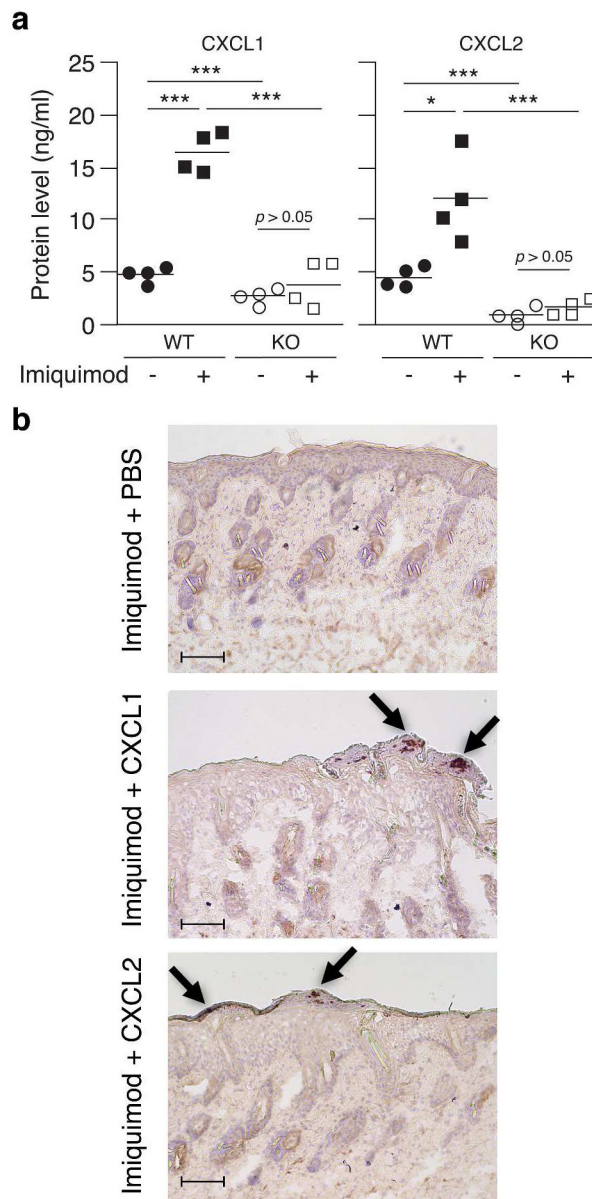 a
CXCL1 CXCL2
*** ***
*** *** * ***
p > 0.05 p > 0.05
Protein level (ng/ml)
25
20
15
10
5
0
WT KO WT KO
Imiquimod - + - + - + - +
b
Imiquimod + PBS
Imiquimod + CXCL1
Imiquimod + CXCL2